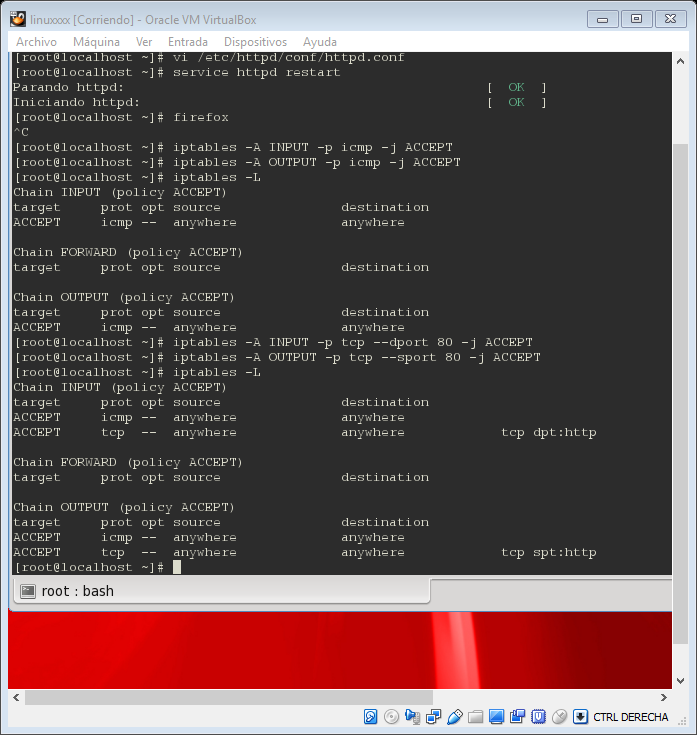 linuxxxx [Corriendo] - Oracle VM VirtualBox
Archivo Máquina Ver Entrada Dispositivos Ayuda
[root@localhost ~]# vi /etc/httpd/conf/httpd.conf
[root@localhost ~]# service httpd restart
Parando httpd: [ OK ]
Iniciando httpd: [ OK ]
[root@localhost ~]# firefox
^C
[root@localhost ~]# iptables -A INPUT -p icmp -j ACCEPT
[root@localhost ~]# iptables -A OUTPUT -p icmp -j ACCEPT
[root@localhost ~]# iptables -L
Chain INPUT (policy ACCEPT)
target prot opt source destination
ACCEPT icmp -- anywhere anywhere
Chain FORWARD (policy ACCEPT)
target prot opt source destination
Chain OUTPUT (policy ACCEPT)
target prot opt source destination
ACCEPT icmp -- anywhere anywhere
[root@localhost ~]# iptables -A INPUT -p tcp --dport 80 -j ACCEPT
[root@localhost ~]# iptables -A OUTPUT -p tcp --sport 80 -j ACCEPT
[root@localhost ~]# iptables -L
Chain INPUT (policy ACCEPT)
target prot opt source destination
ACCEPT icmp -- anywhere anywhere
ACCEPT tcp -- anywhere anywhere tcp dpt:http
Chain FORWARD (policy ACCEPT)
target prot opt source destination
Chain OUTPUT (policy ACCEPT)
target prot opt source destination
ACCEPT icmp -- anywhere anywhere
ACCEPT tcp -- anywhere anywhere tcp spt:http
[root@localhost ~]#
root : bash
CTRL DERECHA